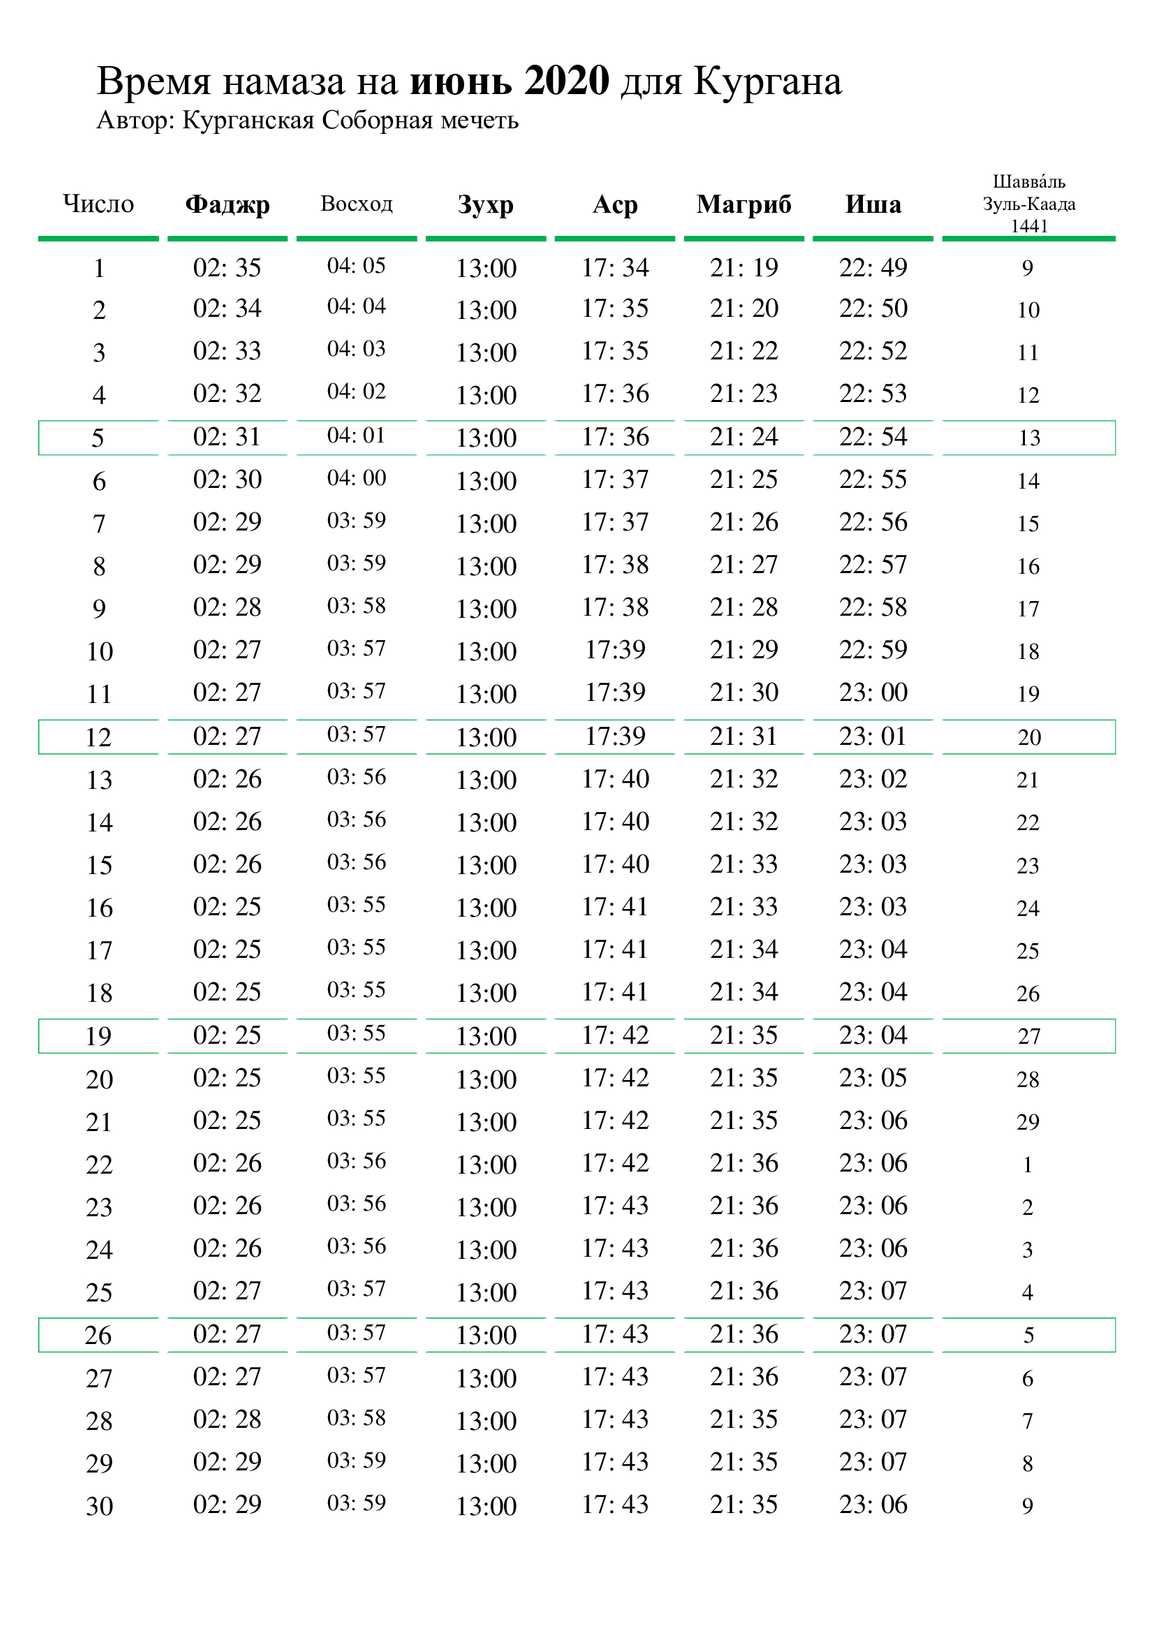 Время намаза на июнь 2020 для Кургана
Автор: Курганская Соборная мечеть
Число Фаджр Восход Зухр Аср Магриб Иша Шавва́ль Зуль-Каада 1441
1 02: 35 04: 05 13:00 17: 34 21: 19 22: 49 9
2 02: 34 04: 04 13:00 17: 35 21: 20 22: 50 10
3 02: 33 04: 03 13:00 17: 35 21: 22 22: 52 11
4 02: 32 04: 02 13:00 17: 36 21: 23 22: 53 12
5 02: 31 04: 01 13:00 17: 36 21: 24 22: 54 13
6 02: 30 04: 00 13:00 17: 37 21: 25 22: 55 14
7 02: 29 03: 59 13:00 17: 37 21: 26 22: 56 15
8 02: 29 03: 59 13:00 17: 38 21: 27 22: 57 16
9 02: 28 03: 58 13:00 17: 38 21: 28 22: 58 17
10 02: 27 03: 57 13:00 17:39 21: 29 22: 59 18
11 02: 27 03: 57 13:00 17:39 21: 30 23: 00 19
12 02: 27 03: 57 13:00 17:39 21: 31 23: 01 20
13 02: 26 03: 56 13:00 17: 40 21: 32 23: 02 21
14 02: 26 03: 56 13:00 17: 40 21: 32 23: 03 22
15 02: 26 03: 56 13:00 17: 40 21: 33 23: 03 23
16 02: 25 03: 55 13:00 17: 41 21: 33 23: 03 24
17 02: 25 03: 55 13:00 17: 41 21: 34 23: 04 25
18 02: 25 03: 55 13:00 17: 41 21: 34 23: 04 26
19 02: 25 03: 55 13:00 17: 42 21: 35 23: 04 27
20 02: 25 03: 55 13:00 17: 42 21: 35 23: 05 28
21 02: 25 03: 55 13:00 17: 42 21: 35 23: 06 29
22 02: 26 03: 56 13:00 17: 42 21: 36 23: 06 1
23 02: 26 03: 56 13:00 17: 43 21: 36 23: 06 2
24 02: 26 03: 56 13:00 17: 43 21: 36 23: 06 3
25 02: 27 03: 57 13:00 17: 43 21: 36 23: 07 4
26 02: 27 03: 57 13:00 17: 43 21: 36 23: 07 5
27 02: 27 03: 57 13:00 17: 43 21: 36 23: 07 6
28 02: 28 03: 58 13:00 17: 43 21: 35 23: 07 7
29 02: 29 03: 59 13:00 17: 43 21: 35 23: 07 8
30 02: 29 03: 59 13:00 17: 43 21: 35 23: 06 9